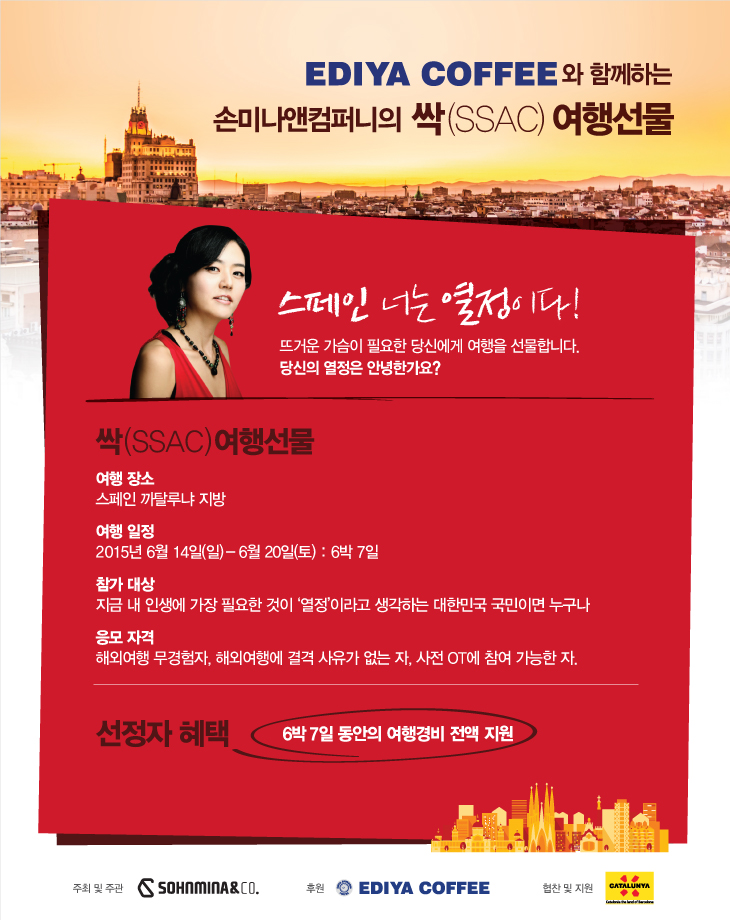 EDIYA COFFEE와 함께하는
손미나앤컴퍼니의 싹(SSAC) 여행선물
스페인 너는 열정이다!
뜨거운 가슴이 필요한 당신에게 여행을 선물합니다.
당신의 열정은 안녕한가요?
싹(SSAC)여행선물
여행 장소
스페인 까탈루냐 지방
여행 일정
2015년 6월 14일(일) – 6월 20일(토) : 6박 7일
참가 대상
지금 내 인생에 가장 필요한 것이 ‘열정’이라고 생각하는 대한민국 국민이면 누구나
응모 자격
해외여행 무경험자, 해외여행에 결격 사유가 없는 자, 사전 OT에 참여 가능한 자.
선정자 혜택 6박 7일 동안의 여행경비 전액 지원
주최 및 주관 SOHNMINA&CO. 후원 EDIYA COFFEE 협찬 및 지원 CATALUNYA
Catalonia the land of Barcelona